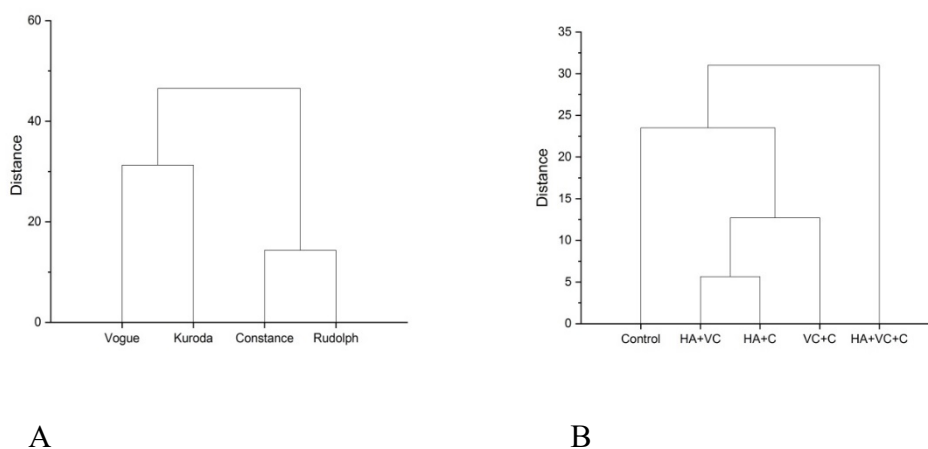 60
40
20
0
Distance
Vogue Kuroda Constance Rudolph
A
35
30
25
20
15
10
5
0
Distance
Control HA+VC HA+C VC+C HA+VC+C
B